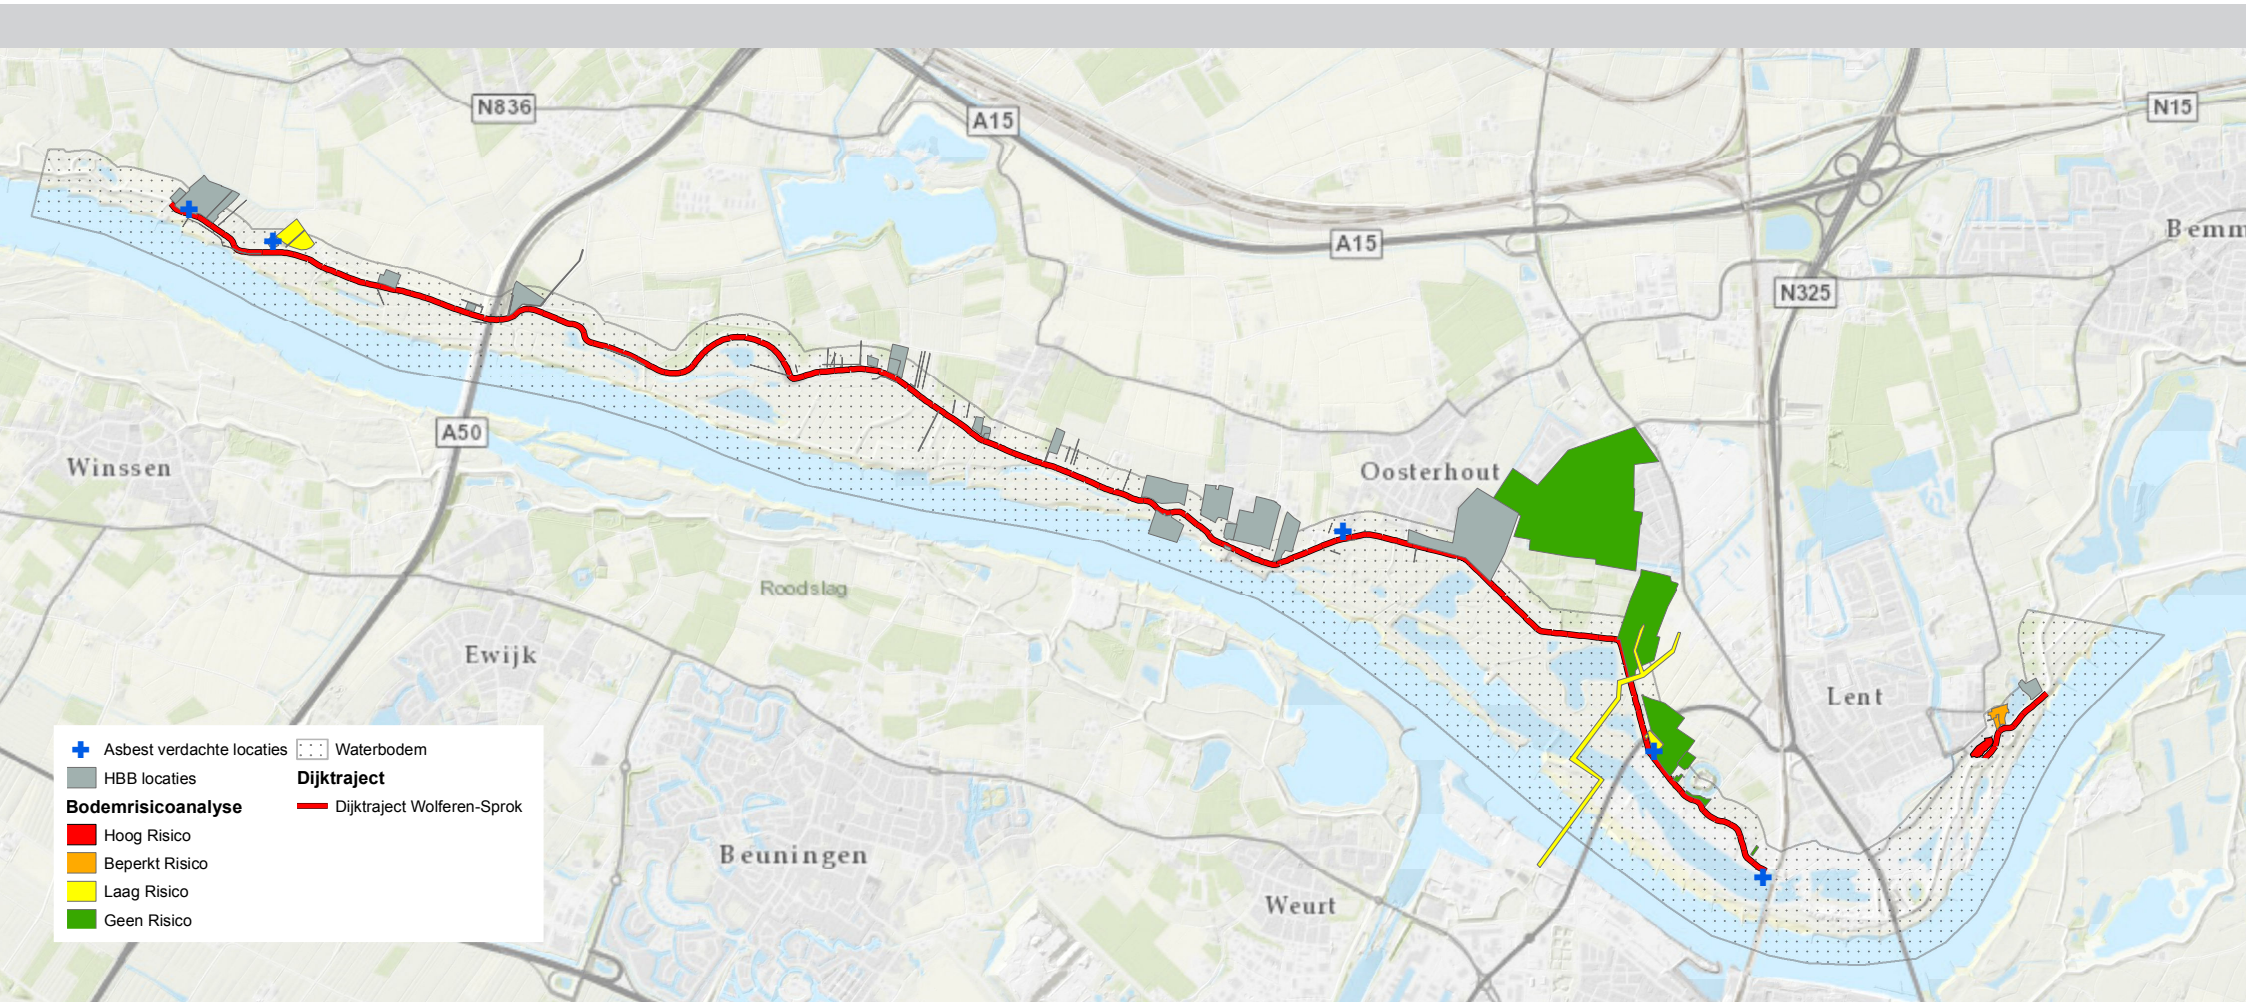 N836
A15
N15
A15
Bemm
N325
A50
Winssen
Oosterhout
Roodslag
Ewijk
Lent
Beuningen
Weurt
Asbest verdachte locaties
Waterbodem
HBB locaties
Dijktraject
Bodemrisicoanalyse
Dijktraject Wolferen-Sprok
Hoog Risico
Beperkt Risico
Laag Risico
Geen Risico